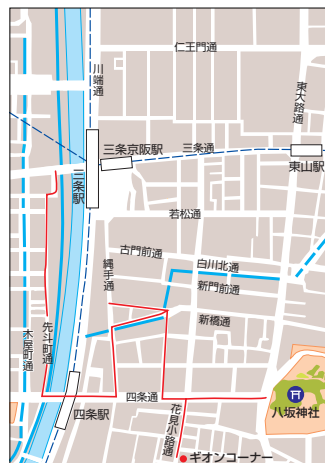 仁王門通
川端通
東大路通
三条京阪駅
三条通
東山駅
三条駅
若松通
古門前通
白川北通
縄手通
新門前通
新橋通
先斗町通
木屋町通
四条通
四条駅
花見小路通
八坂神社
ギオンコーナー